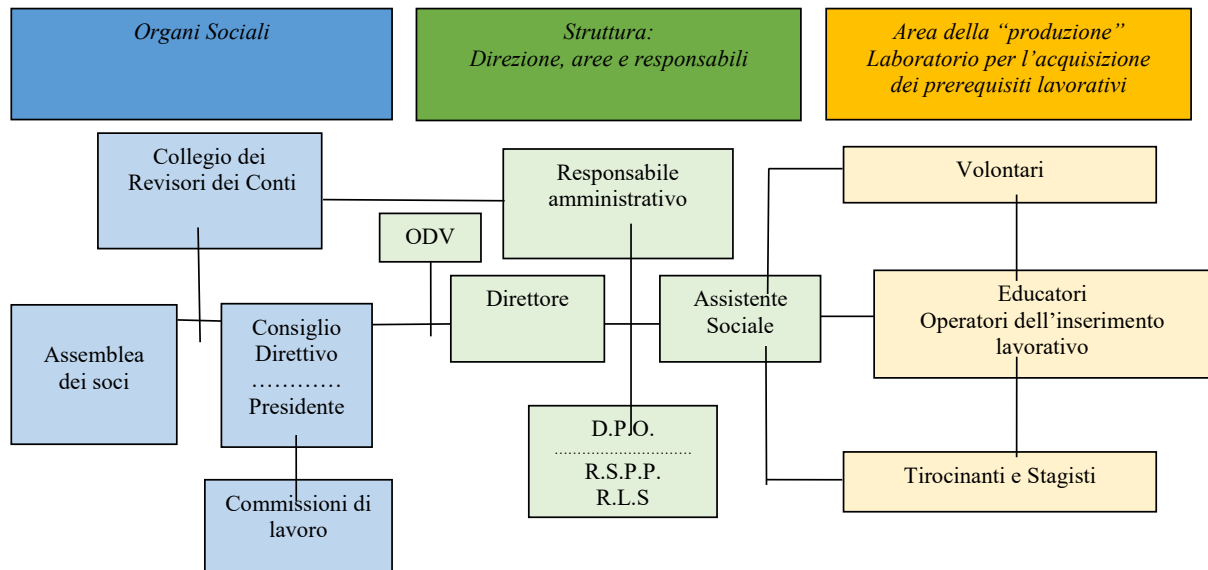 Organi Sociali
Struttura:
Direzione, aree e responsabili
Area della “produzione”
Laboratorio per l’acquisizione
dei prerequisiti lavorativi
Collegio dei
Revisori dei Conti
Responsabile
amministrativo
Volontari
ODV
Assemblea
dei soci
Consiglio
Direttivo
…………
Presidente
Direttore
Assistente
Sociale
Educatori
Operatori dell’inserimento
lavorativo
D.P.O.
................................
R.S.P.P.
R.L.S
Tirocinanti e Stagisti
Commissioni di
lavoro